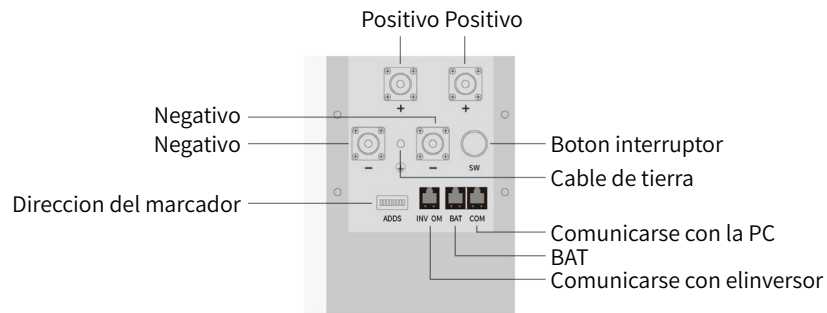 Positivo Positivo
+ +
Negativo
Negativo
Boton interruptor
- - SW
Cable de tierra
Direccion del marcador
ADDS INV OM BAT COM
Comunicarse con la PC
BAT
Comunicarse con elinversor